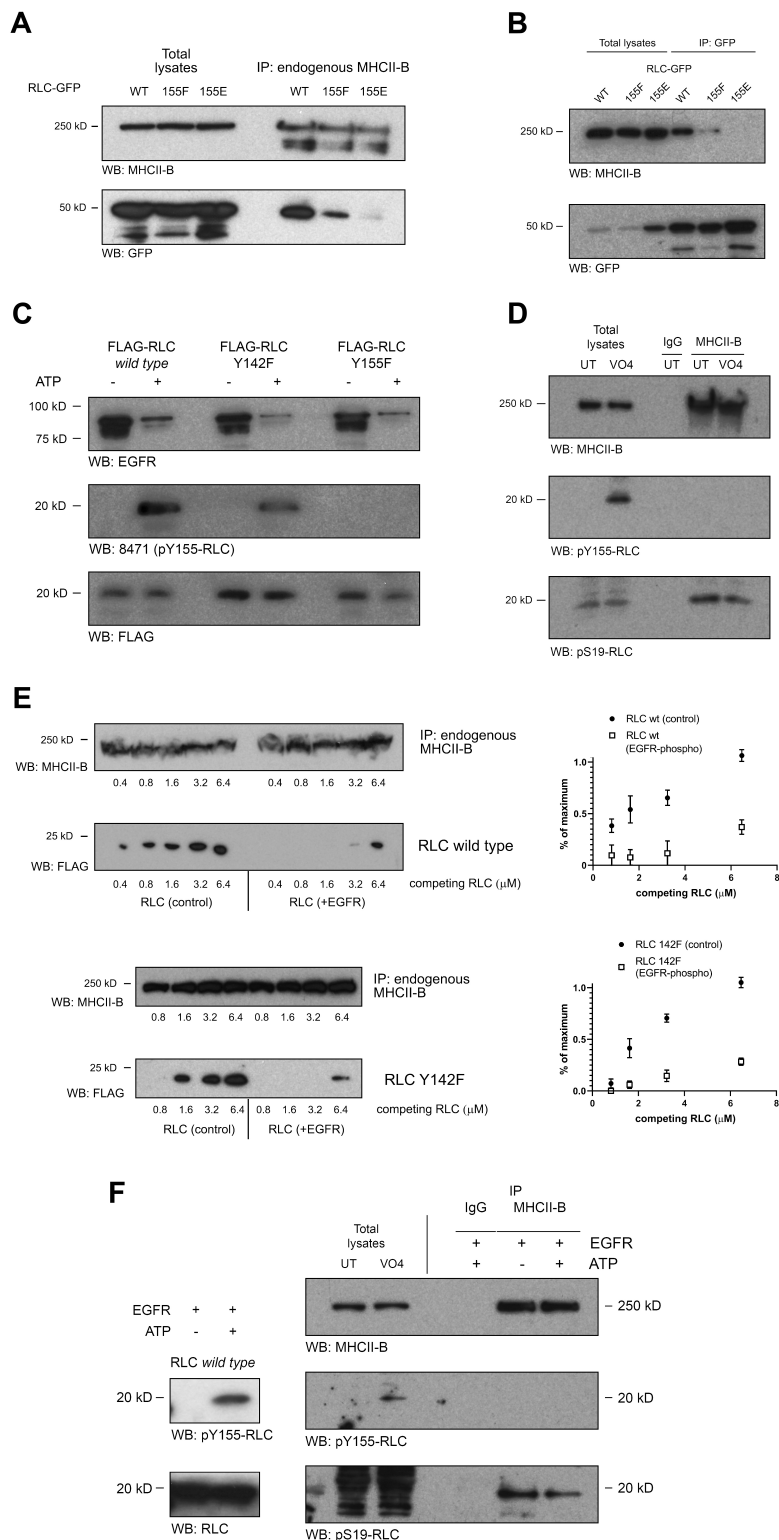 A
Total
lysates
IP: endogenous MHCII-B
RLC-GFP
WT 155F 155E WT 155F 155E
250 kD
WB: MHCII-B
50 kD
WB: GFP
B
Total lysates IP: GFP
RLC-GFP
WT 155F 155E WT 155F 155E
250 kD
WB: MHCII-B
50 kD
WB: GFP
C
FLAG-RLC
wild type
FLAG-RLC
Y142F
FLAG-RLC
Y155F
ATP - + - + - +
100 kD
75 kD
WB: EGFR
20 kD
WB: 8471 (pY155-RLC)
20 kD
WB: FLAG
D
Total
lysates
IgG MHCII-B
UT VO4 UT UT VO4
250 kD
WB: MHCII-B
20 kD
WB: pY155-RLC
20 kD
WB: pS19-RLC
E
250 kD
WB: MHCII-B
IP: endogenous
MHCII-B
0.4 0.8 1.6 3.2 6.4 0.4 0.8 1.6 3.2 6.4
25 kD
WB: FLAG
RLC wild type
0.4 0.8 1.6 3.2 6.4 0.4 0.8 1.6 3.2 6.4 competing RLC (μM)
RLC (control) RLC (+EGFR)
RLC wt (control)
RLC wt
(EGFR-phospho)
% of maximum
1.0
0.5
0.0
0 2 4 6 8
competing RLC (μM)
250 kD
WB: MHCII-B
IP: endogenous
MHCII-B
0.8 1.6 3.2 6.4 0.8 1.6 3.2 6.4
25 kD
WB: FLAG
RLC Y142F
0.8 1.6 3.2 6.4 0.8 1.6 3.2 6.4 competing RLC (μM)
RLC (control) RLC (+EGFR)
RLC 142F (control)
RLC 142F
(EGFR-phospho)
% of maximum
1.0
0.5
0.0
0 2 4 6 8
competing RLC (μM)
F
EGFR + +
ATP - +
RLC wild type
20 kD
WB: pY155-RLC
20 kD
WB: RLC
Total
lysates
UT VO4
IP
IgG MHCII-B
+ + + EGFR
+ - + ATP
250 kD
WB: MHCII-B
20 kD
WB: pY155-RLC
20 kD
WB: pS19-RLC